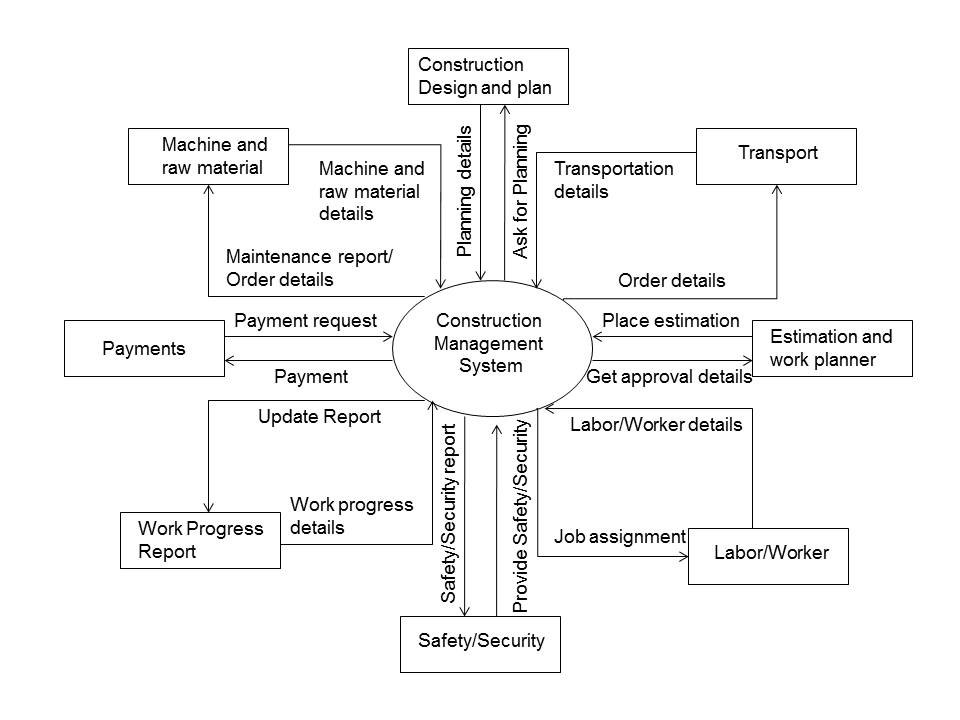 Construction
Design and plan
Machine and
raw material
Machine and
raw material
details
Planning details
Ask for Planning
Transportation
details
Transport
Maintenance report/
Order details
Order details
Payments
Payment request
Payment
Construction
Management
System
Place estimation
Get approval details
Estimation and
work planner
Update Report
Work progress
details
Work Progress
Report
Safety/Security report
Provide Safety/Security
Labor/Worker details
Job assignment
Labor/Worker
Safety/Security